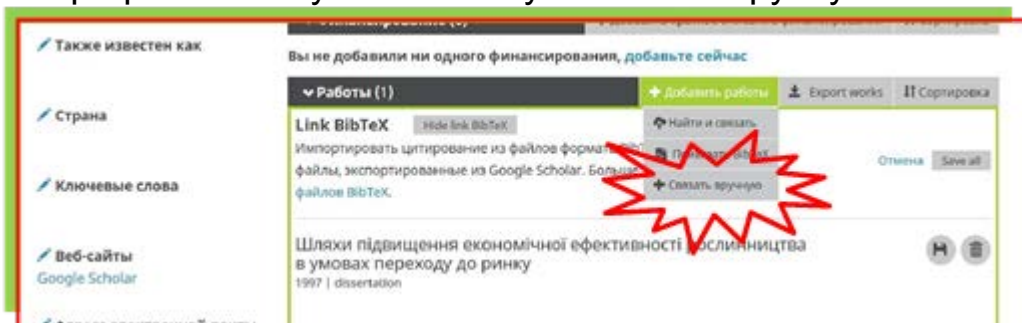 Также известен как
Вы не добавили ни одного финансирования, добавьте сейчас
Работы (1)
Добавить работы
Export works
Сортировка
Страна
Link BibTeX
Hide link BibTeX
Найти и связать
Импортировать цитирование из файлов
BibTeX
Отмена
Save all
Ключевые слова
файлы, экспортированные из Google Scholar.
Связать вручную
файлов BibTeX.
Веб-сайты
Google Scholar
Шляхи підвищення економічної ефективності рослинництва
в умовах переходу до ринку
1997 | dissertation